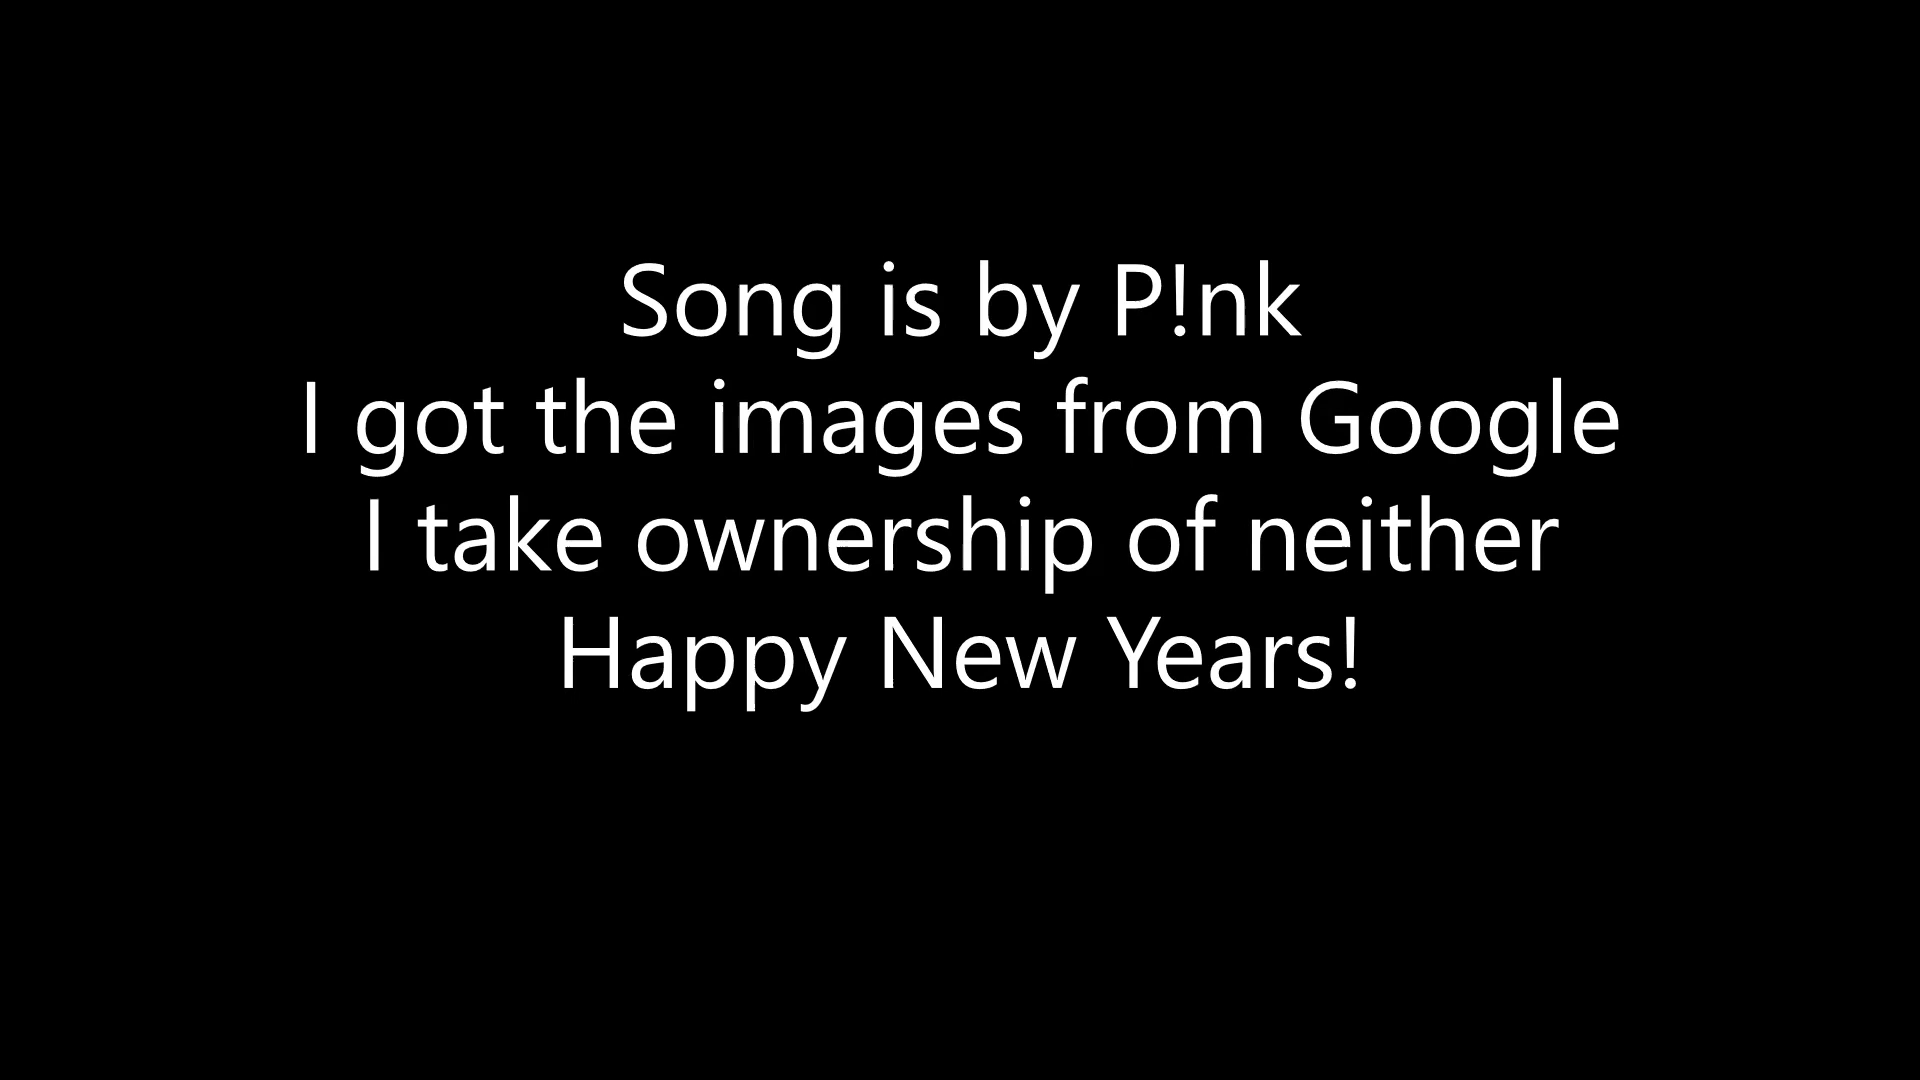 Song is by P!nk
I got the images from Google
I take ownership of neither
Happy New Years!